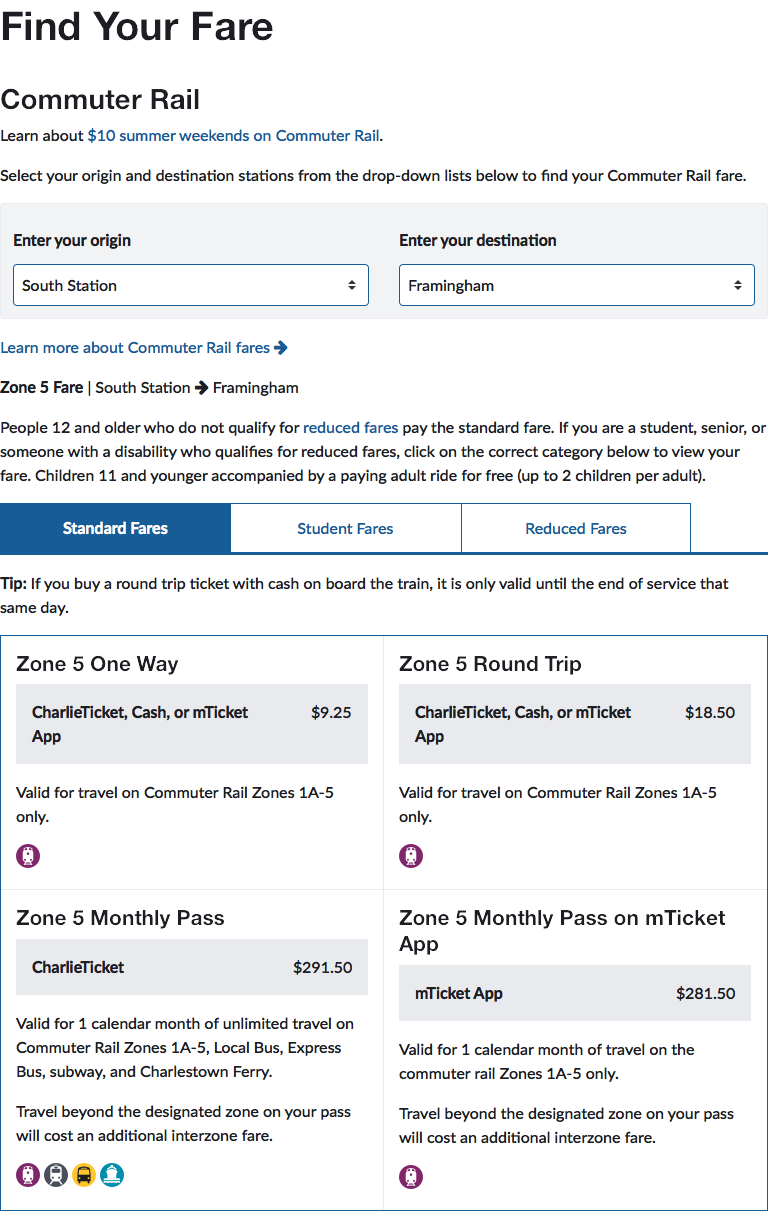 Find Your Fare
Commuter Rail
Learn about $10 summer weekends on Commuter Rail.
Select your origin and destination stations from the drop-down lists below to find your Commuter Rail fare.
Enter your origin
Enter your destination
South Station
Framingham
Learn more about Commuter Rail fares
Zone 5 Fare | South Station → Framingham
People 12 and older who do not qualify for reduced fares pay the standard fare. If you are a student, senior, or
someone with a disability who qualifies for reduced fares, click on the correct category below to view your
fare. Children 11 and younger accompanied by a paying adult ride for free (up to 2 children per adult).
Standard Fares
Student Fares
Reduced Fares
Tip: If you buy a round trip ticket with cash on board the train, it is only valid until the end of service that
same day.
Zone 5 One Way
CharlieTicket, Cash, or mTicket $9.25
App
Valid for travel on Commuter Rail Zones 1A-5
only.
Zone 5 Round Trip
CharlieTicket, Cash, or mTicket $18.50
App
Valid for travel on Commuter Rail Zones 1A-5
only.
Zone 5 Monthly Pass
CharlieTicket $291.50
Valid for 1 calendar month of unlimited travel on
Commuter Rail Zones 1A-5, Local Bus, Express
Bus, subway, and Charlestown Ferry.
Travel beyond the designated zone on your pass
will cost an additional interzone fare.
Zone 5 Monthly Pass on mTicket
App
mTicket App $281.50
Valid for 1 calendar month of travel on the
commuter rail Zones 1A-5 only.
Travel beyond the designated zone on your pass
will cost an additional interzone fare.